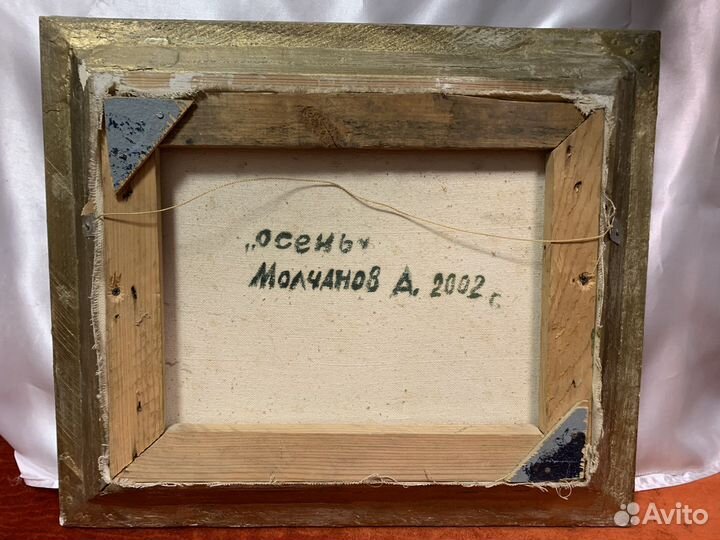 „осень“
Молчанов А. 2002 г.
Avito